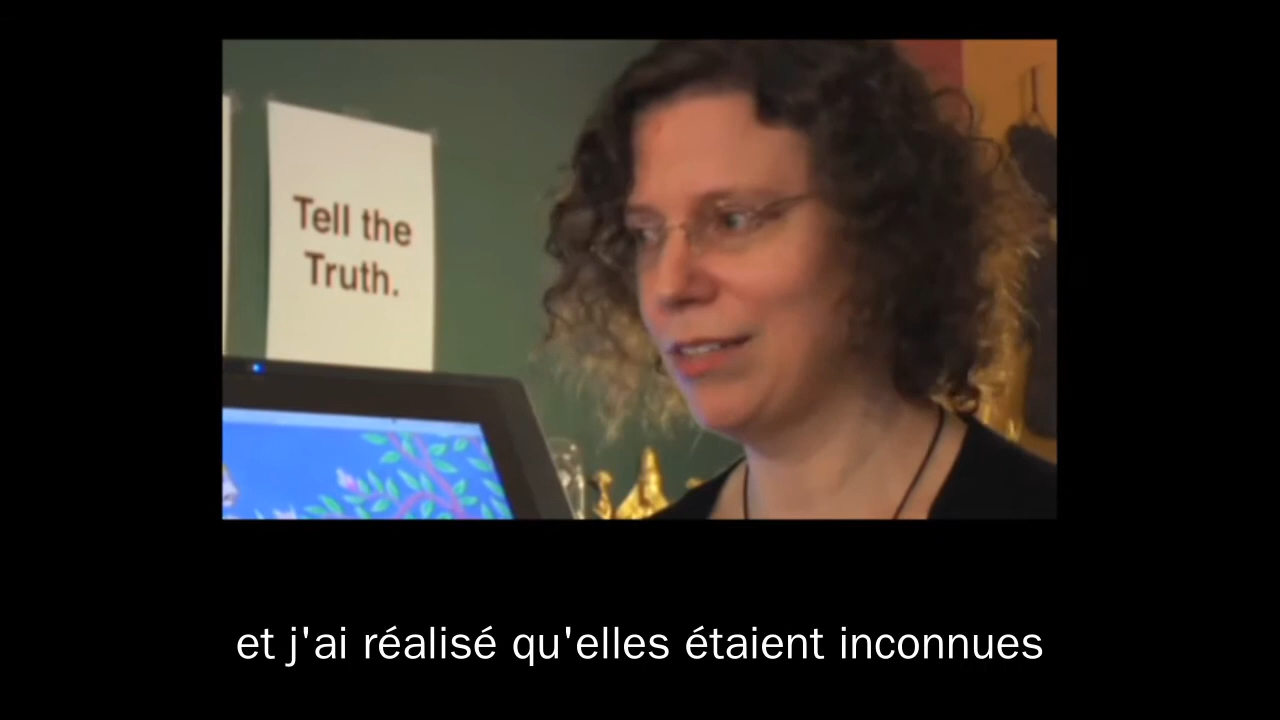 Tell the
Truth.
et j'ai réalisé qu'elles étaient inconnues